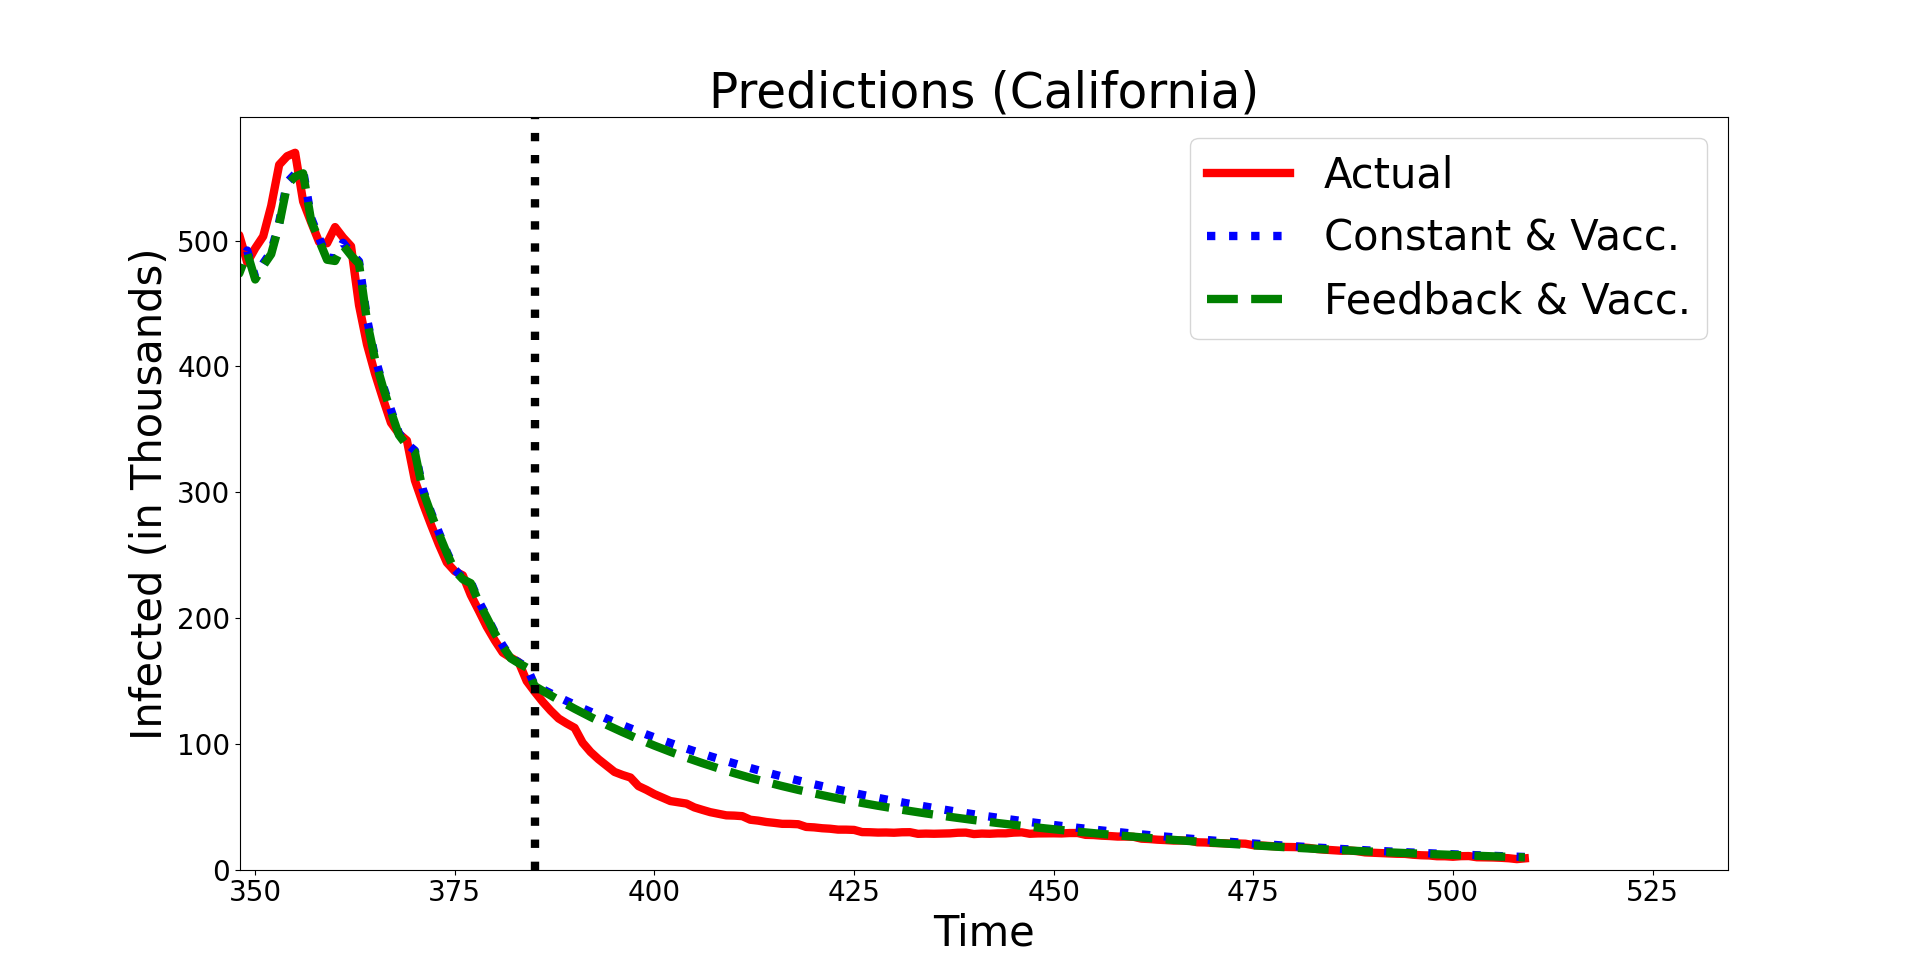 Predictions (California)
Actual
Constant & Vacc.
Feedback & Vacc.
Infected (in Thousands)
500
400
300
200
100
0
350 375 400 425 450 475 500 525
Time